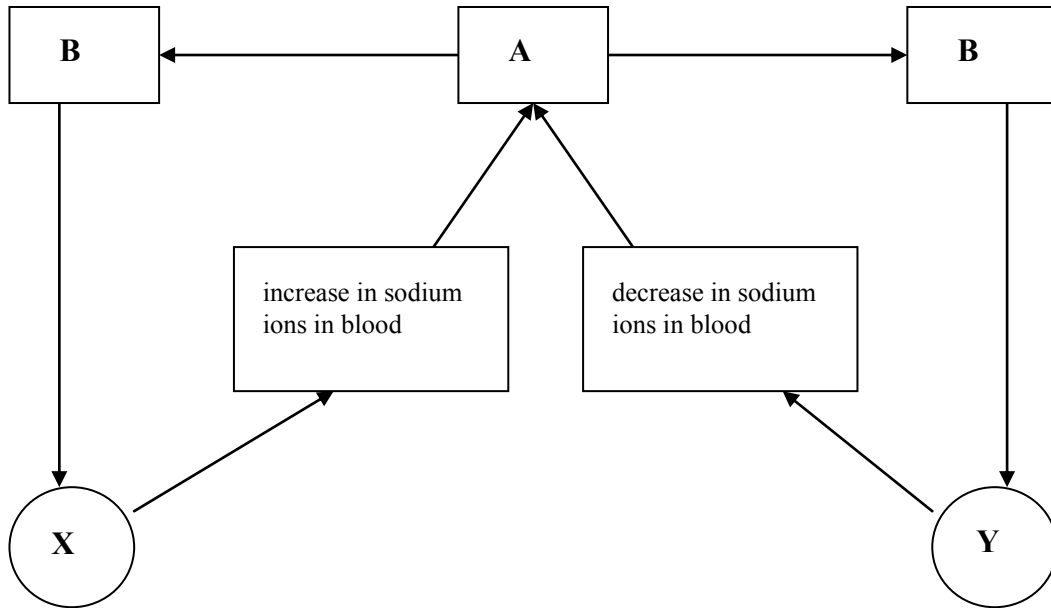 B
A
B
increase in sodium
ions in blood
decrease in sodium
ions in blood
X
Y